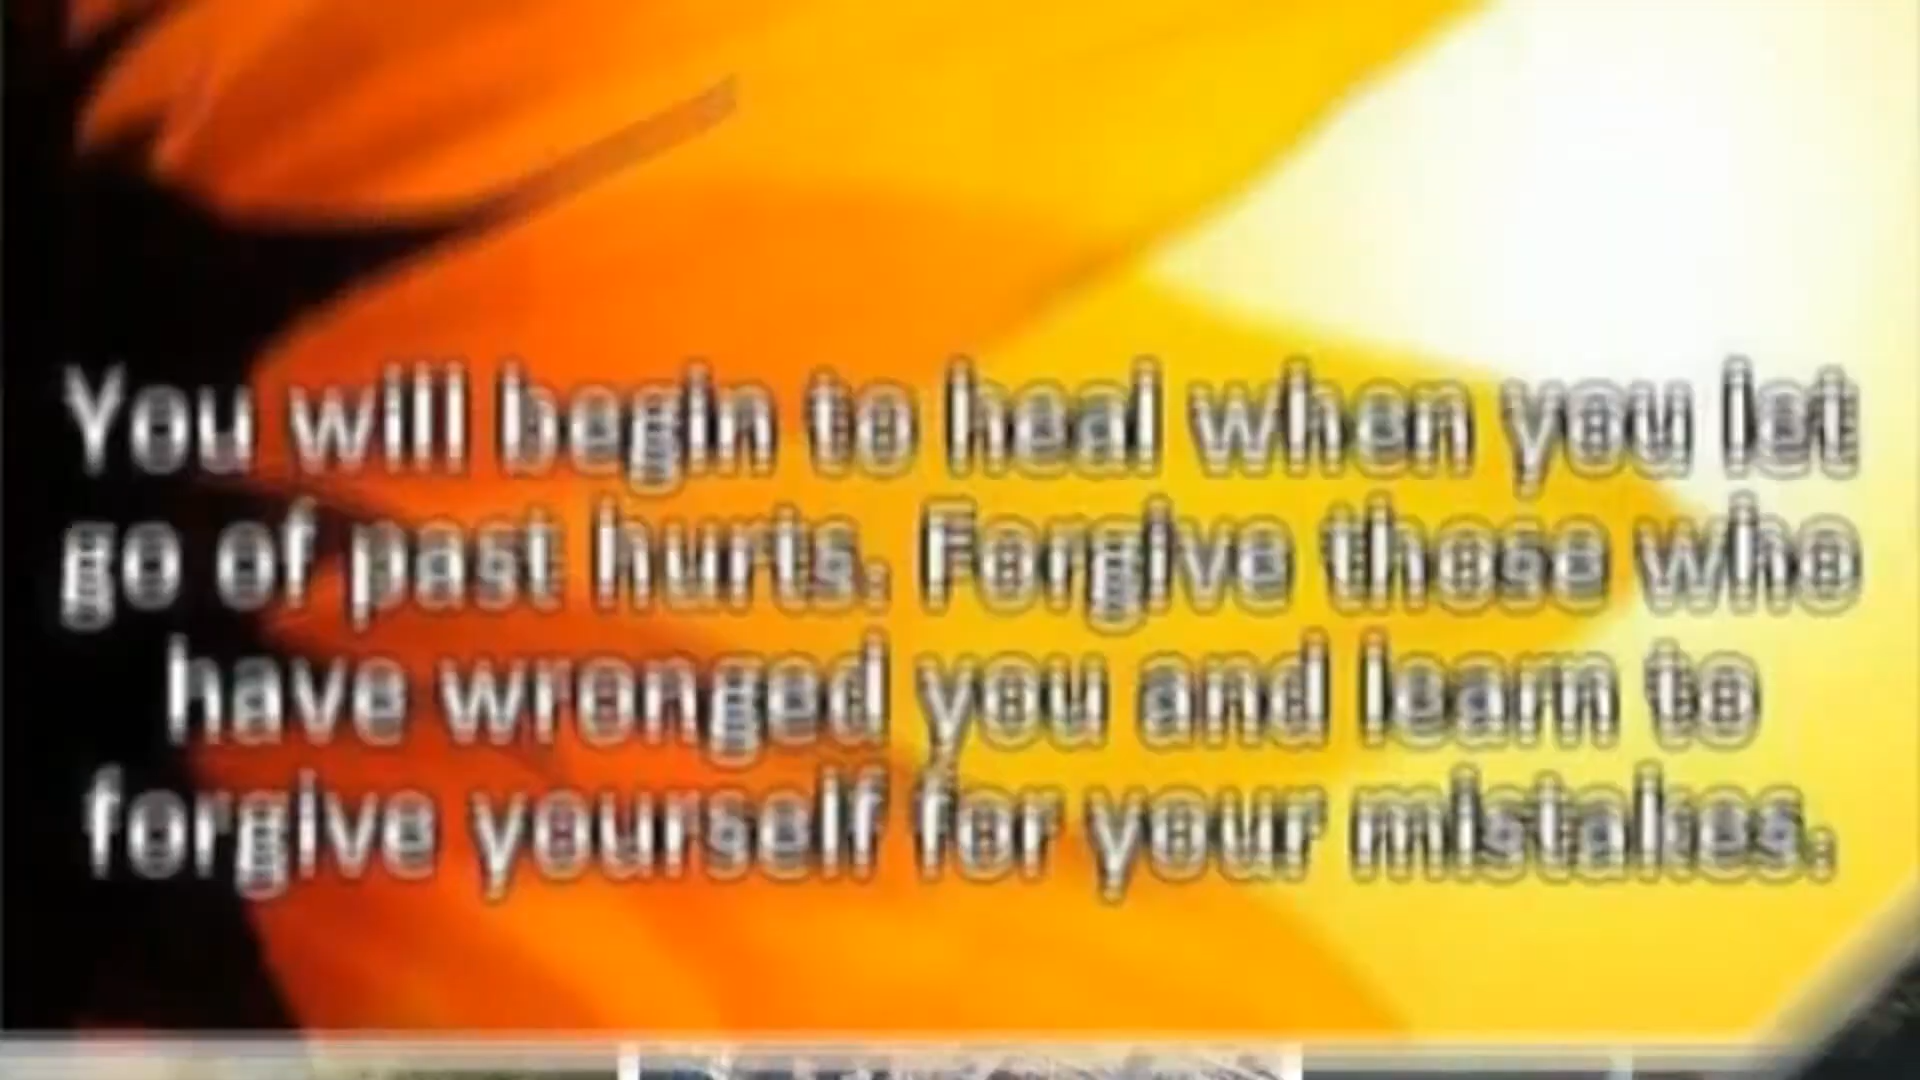 You will begin to heal when you let
go of past hurts. Forgive those who
have wronged you and learn to
forgive yourself for your mistakes.